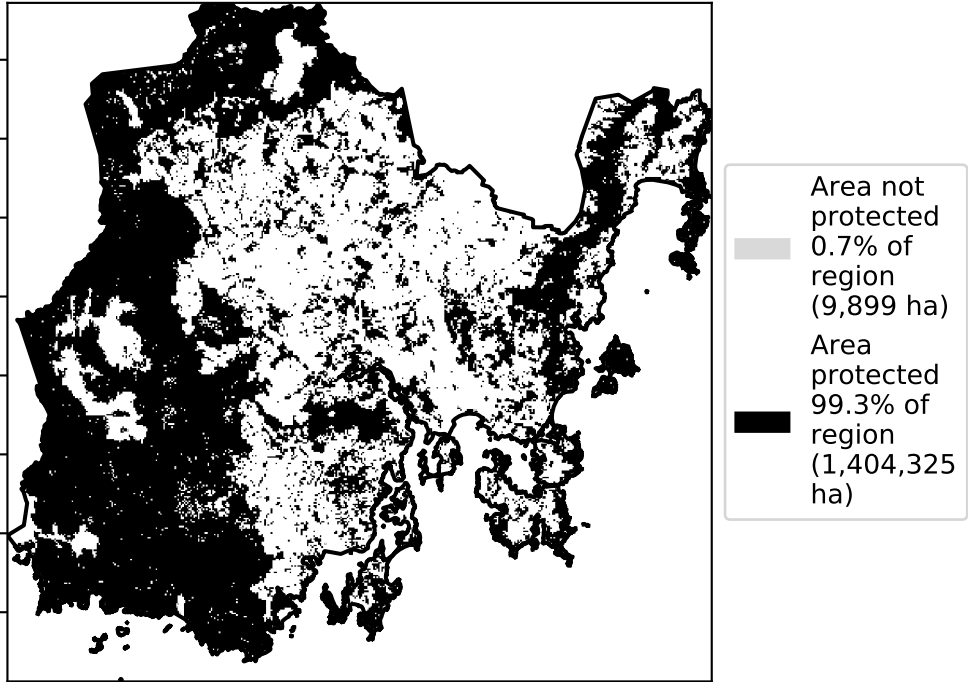 Area not
protected
0.7% of
region
(9,899 ha)
Area
protected
99.3% of
region
(1,404,325
ha)